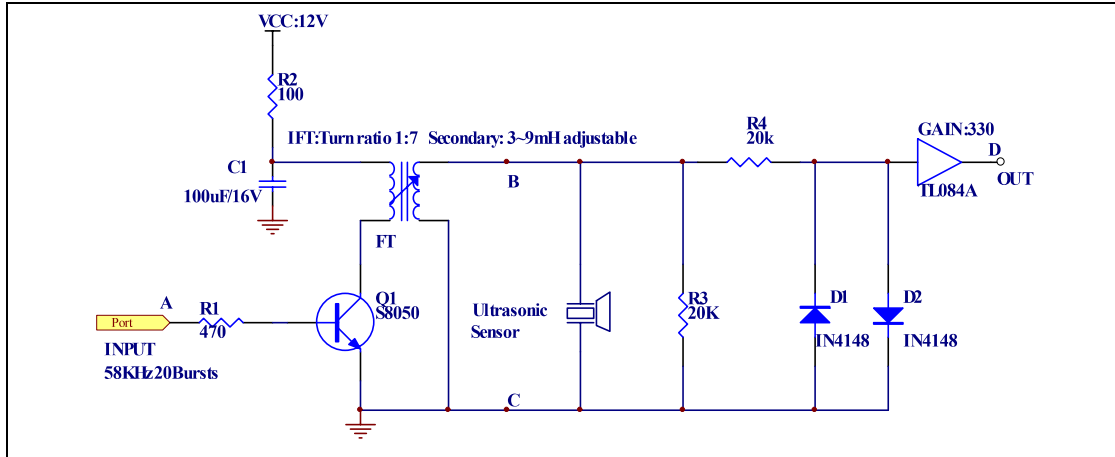 VCC:12V
R2
100
IFT:Turn ratio 1:7 Secondary: 3~9mH adjustable
R4
20k
GAIN:330
D
OUT
TL084A
C1
100uF/16V
B
FT
A
R1
470
Port
INPUT
58KHz20Bursts
Q1
S8050
Ultrasonic
Sensor
R3
20K
D1
IN4148
D2
IN4148
C